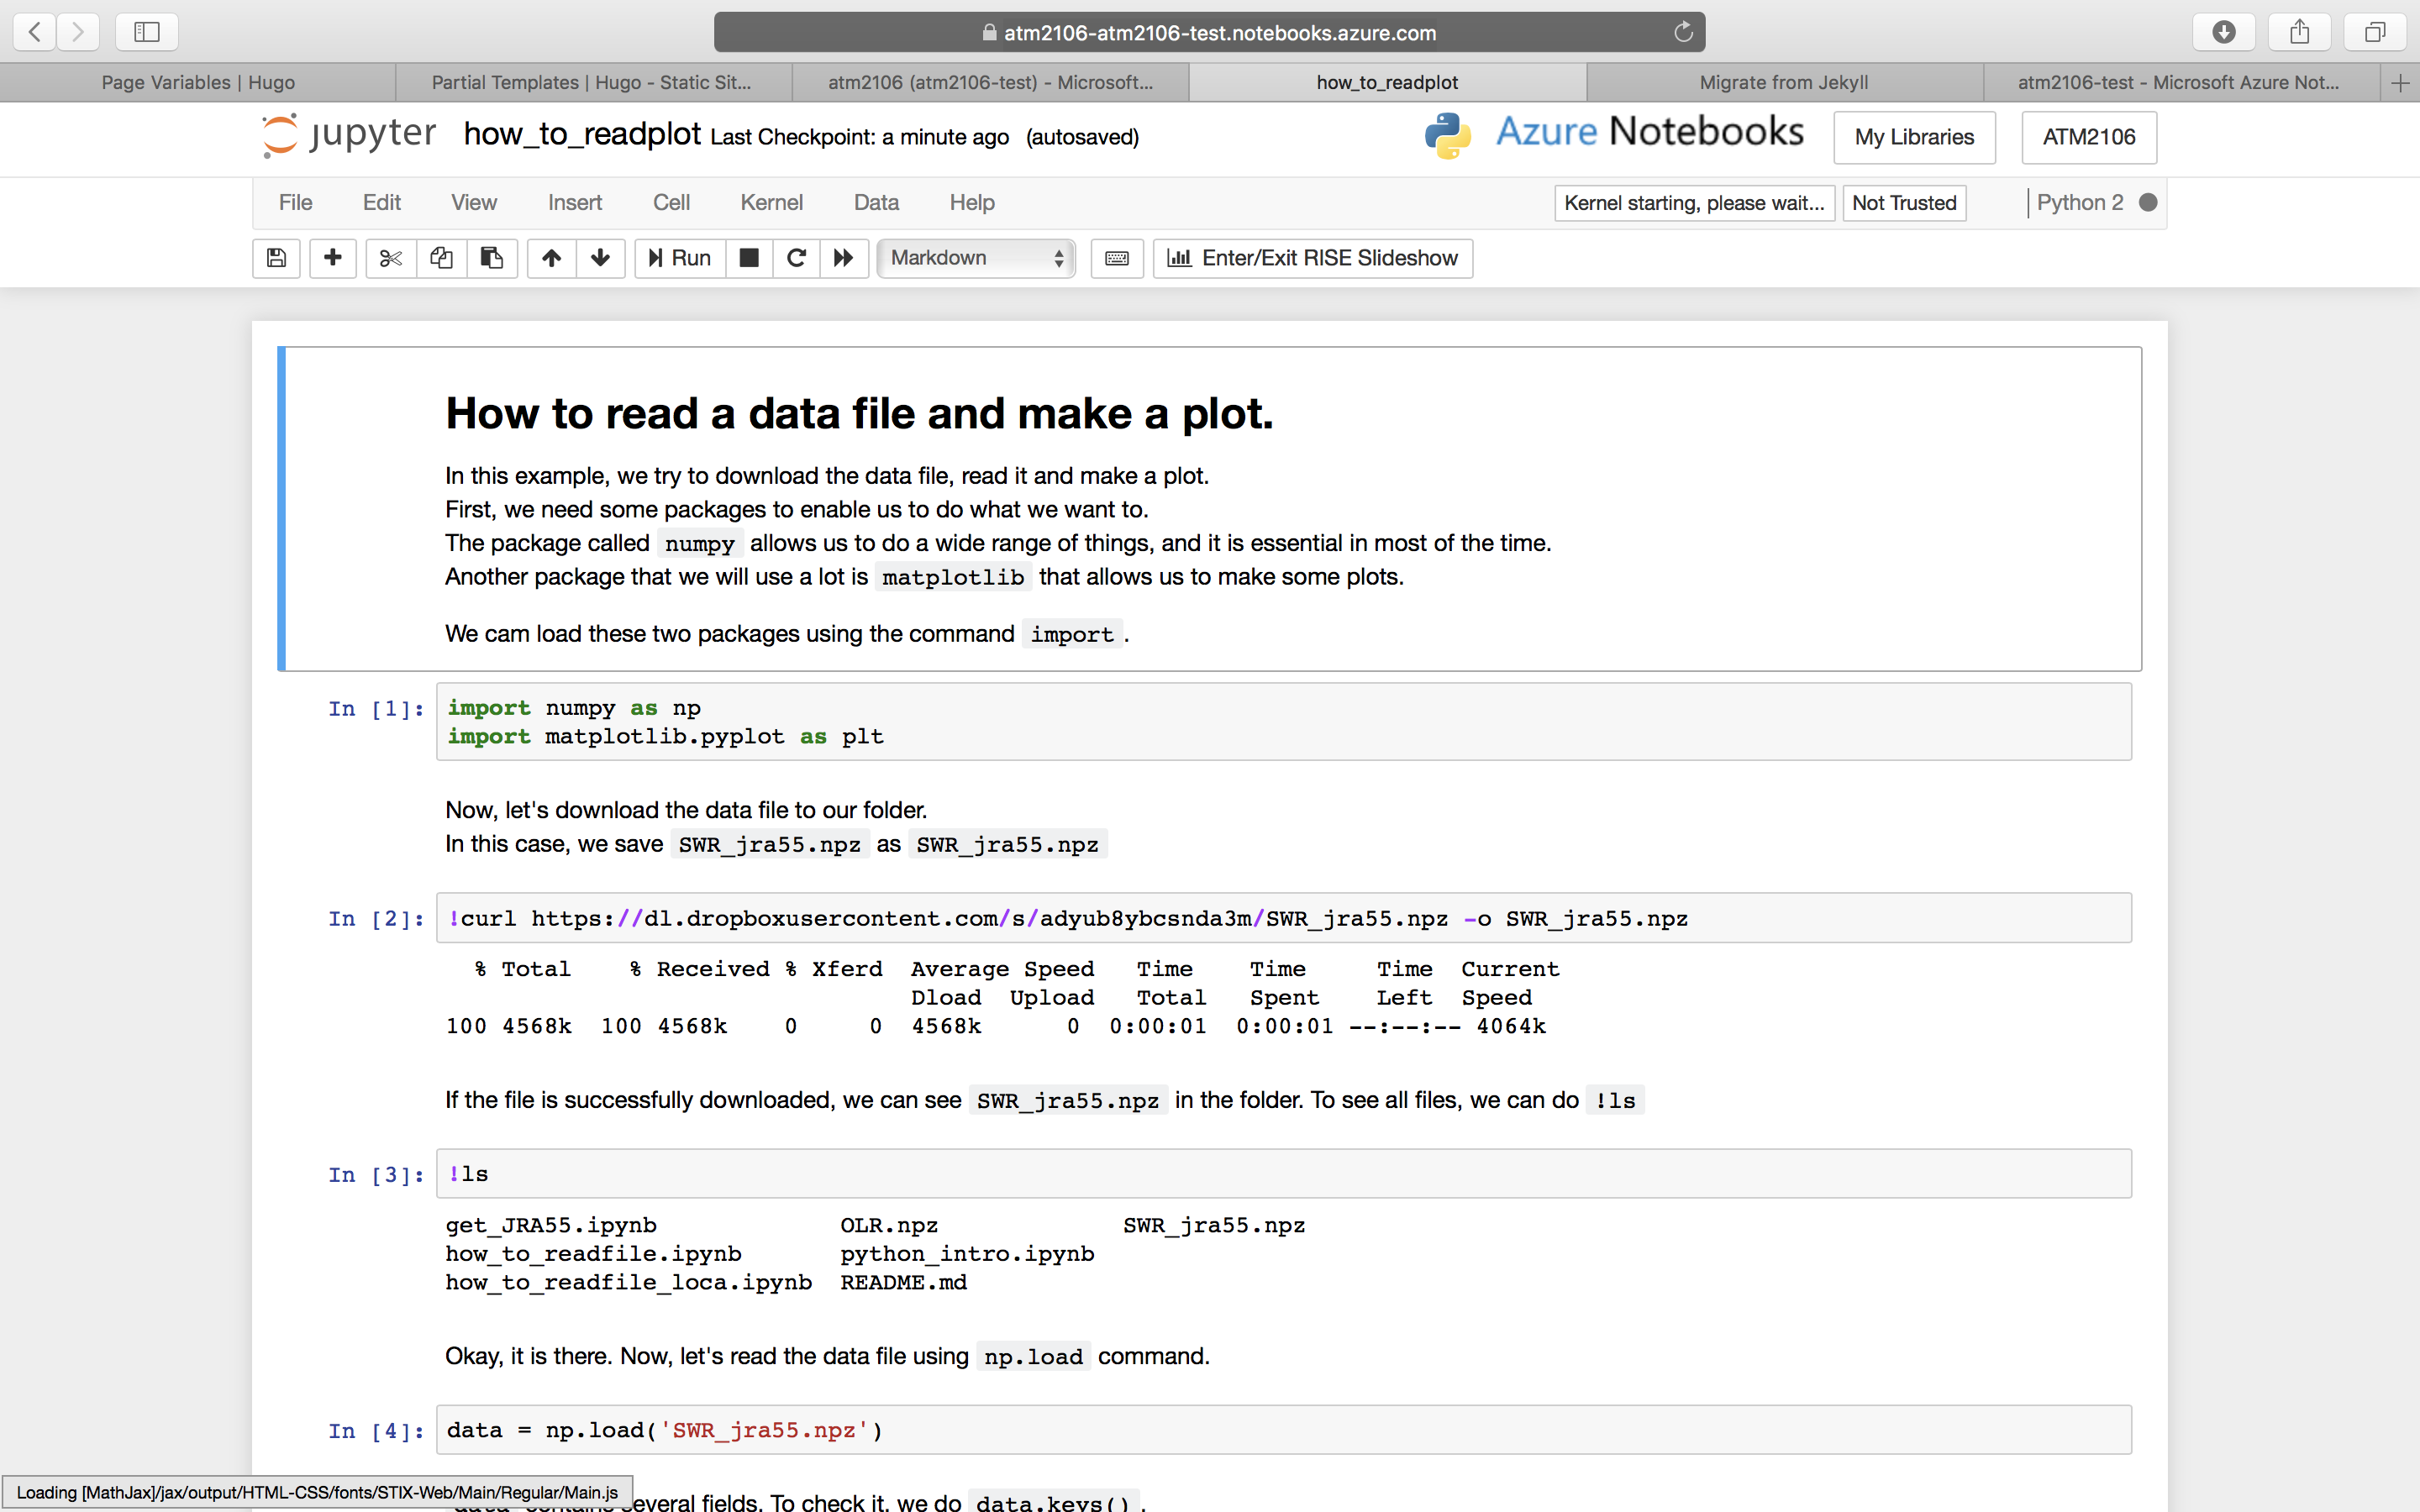 atm2106-atm2106-test.notebooks.azure.com
Page Variables | Hugo
Partial Templates | Hugo - Static Sit...
atm2106 (atm2106-test) - Microsoft...
how_to_readplot
Migrate from Jekyll
atm2106-test - Microsoft Azure Not...
jupyter how_to_readplot Last Checkpoint: a minute ago (autosaved)
Azure Notebooks
My Libraries
ATM2106
File Edit View Insert Cell Kernel Data Help
Kernel starting, please wait...
Not Trusted
Python 2
Run
Markdown
Enter/Exit RISE Slideshow
How to read a data file and make a plot.
In this example, we try to download the data file, read it and make a plot.
First, we need some packages to enable us to do what we want to.
The package called numpy allows us to do a wide range of things, and it is essential in most of the time.
Another package that we will use a lot is matplotlib that allows us to make some plots.
We cam load these two packages using the command import .
In [1]: import numpy as np
import matplotlib.pyplot as plt
Now, let's download the data file to our folder.
In this case, we save SWR_jra55.npz as SWR_jra55.npz
In [2]: !curl https://dl.dropboxusercontent.com/s/adyub8ybcsnda3m/SWR_jra55.npz -o SWR_jra55.npz
% Total % Received % Xferd Average Speed Time Time Time Current
Dload Upload Total Spent Left Speed
100 4568k 100 4568k 0 0 4568k 0 0:00:01 0:00:01 --:--:-- 4064k
If the file is successfully downloaded, we can see SWR_jra55.npz in the folder. To see all files, we can do !ls
In [3]: !ls
get_JRA55.ipynb OLR.npz SWR_jra55.npz
how_to_readfile.ipynb python_intro.ipynb
how_to_readfile_loca.ipynb README.md
Okay, it is there. Now, let's read the data file using np.load command.
In [4]: data = np.load('SWR_jra55.npz')
Loading [MathJax]/jax/output/HTML-CSS/fonts/STIX-Web/Main/Regular/Main.js
several fields. To check it, we do data.keys() .